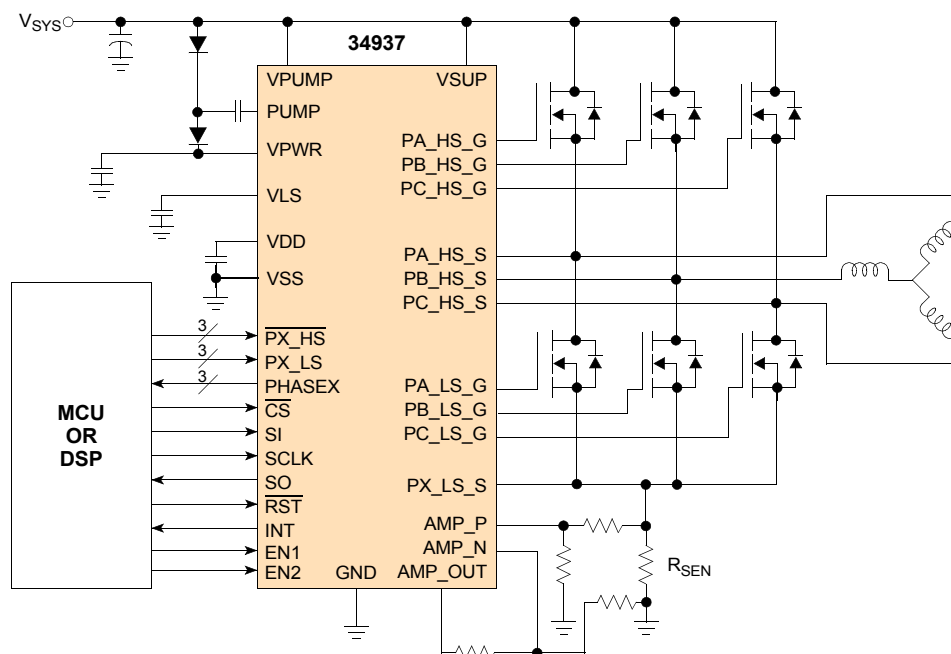 VSYS
34937
VPUMP
VSUP
PUMP
VPWR
VLS
VDD
VSS
PA_HS_G
PB_HS_G
PC_HS_G
PA_HS_S
PB_HS_S
PC_HS_S
MCU
OR
DSP
3
3
3
PX_HS
PX_LS
PHASEX
CS
SI
SCLK
SO
RST
INT
EN1
EN2
GND
PA_LS_G
PB_LS_G
PC_LS_G
PX_LS_S
AMP_P
AMP_N
AMP_OUT
RSEN